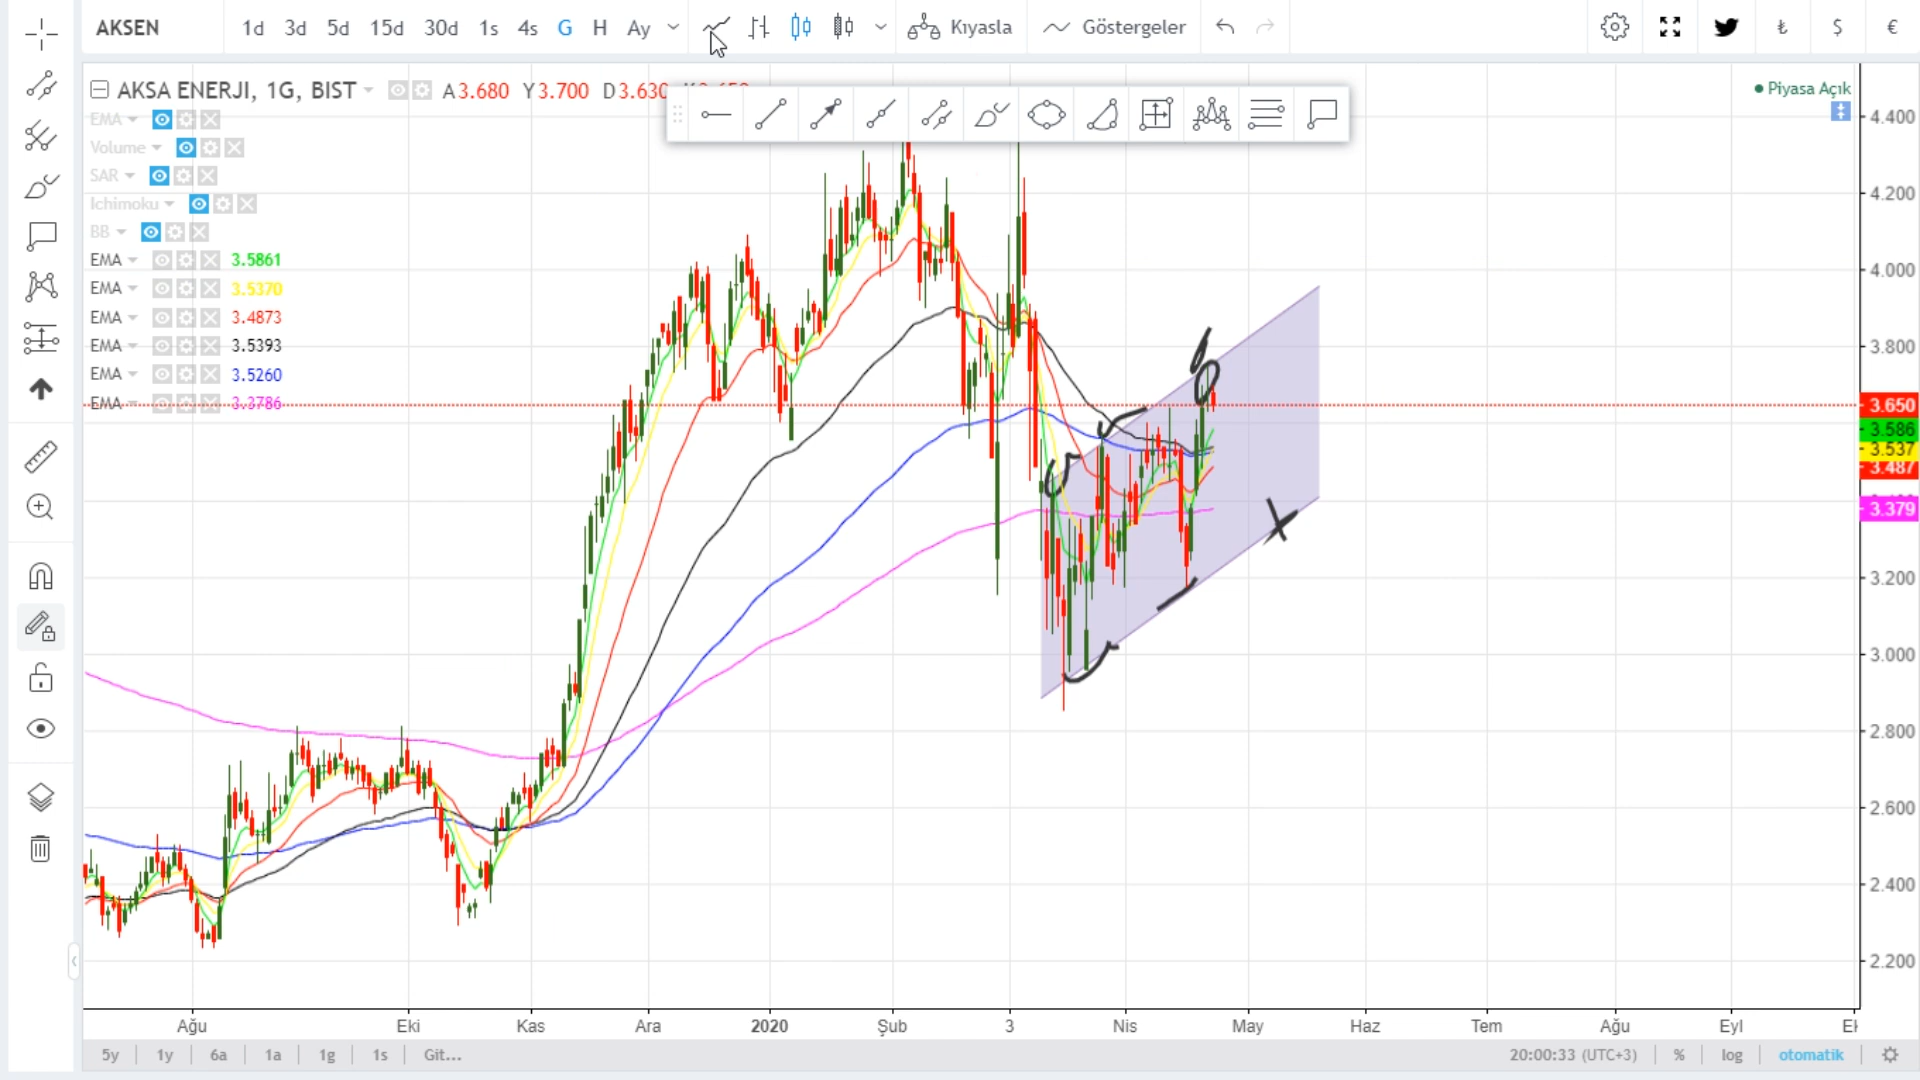 AKSEN 1d 3d 5d 15d 30d 1s 4s G H Ay Kıyasla Göstergeler ₺ $ €
AKSA ENERJI, 1G, BIST A3.680 Y3.700 D3.630
Piyasa Açık
EMA
Volume
SAR
Ichimoku
BB
EMA 3.5861
EMA 3.5370
EMA 3.4873
EMA 3.5393
EMA 3.5260
EMA 3.3786
4.400
4.200
4.000
3.800
3.650
3.586
3.537
3.487
3.379
3.200
3.000
2.800
2.600
2.400
2.200
Ağu Eki Kas Ara 2020 Şub 3 Nis May Haz Tem Ağu Eyl
5y 1y 6a 1a 1g 1s Git... 20:00:33 (UTC+3) % log otomatik